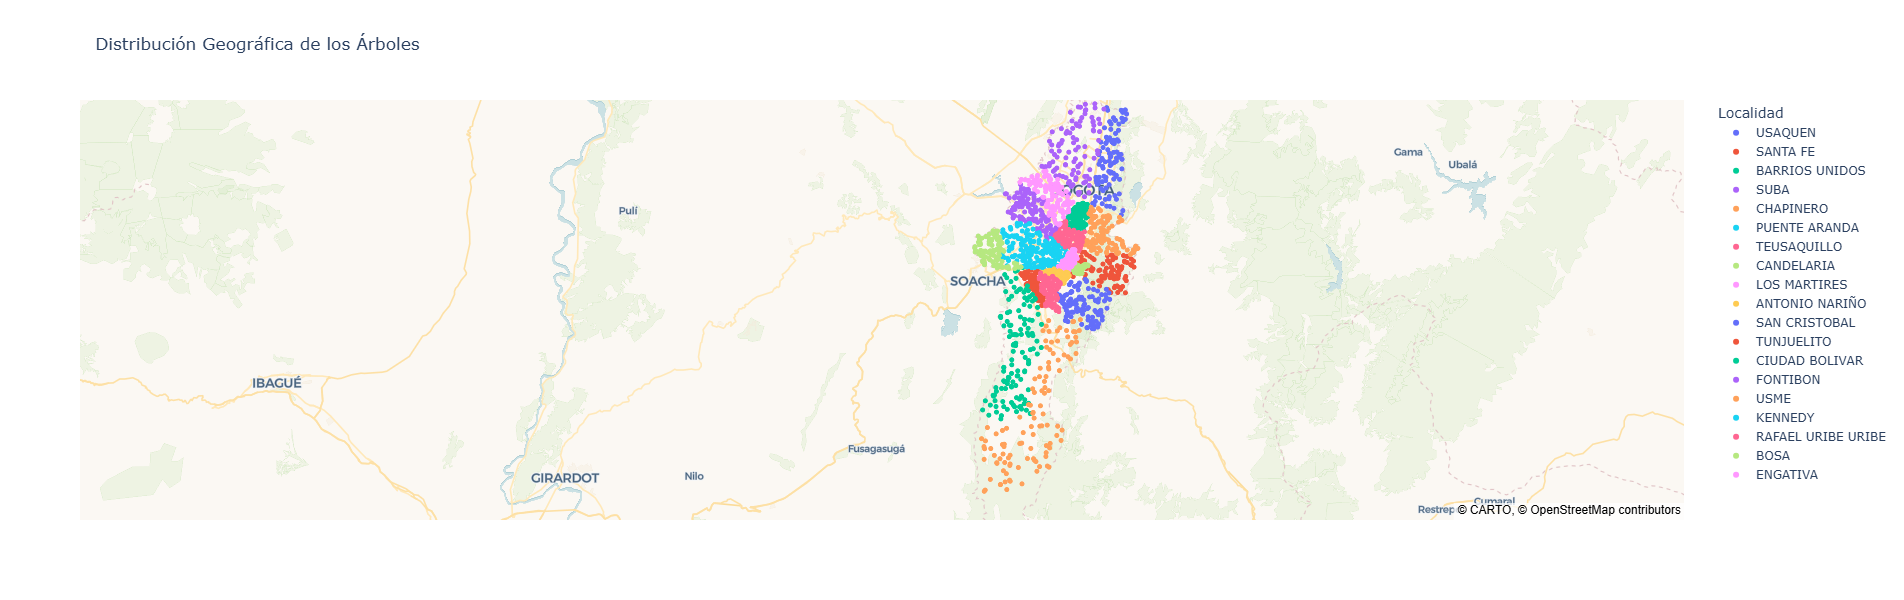 Distribución Geográfica de los Árboles
Localidad
USAQUEN
SANTA FE
BARRIOS UNIDOS
SUBA
CHAPINERO
PUENTE ARANDA
TEUSAQUILLO
CANDELARIA
LOS MARTIRES
ANTONIO NARIÑO
SAN CRISTOBAL
TUNJUELITO
CIUDAD BOLIVAR
FONTIBON
USME
KENNEDY
RAFAEL URIBE URIBE
BOSA
ENGATIVA
Gama
Ubalá
OGOTÁ
Pulí
SOACHA
IBAGUÉ
Fusagasugá
GIRARDOT
Nilo
Cumaral
Restrep
© CARTO, © OpenStreetMap contributors